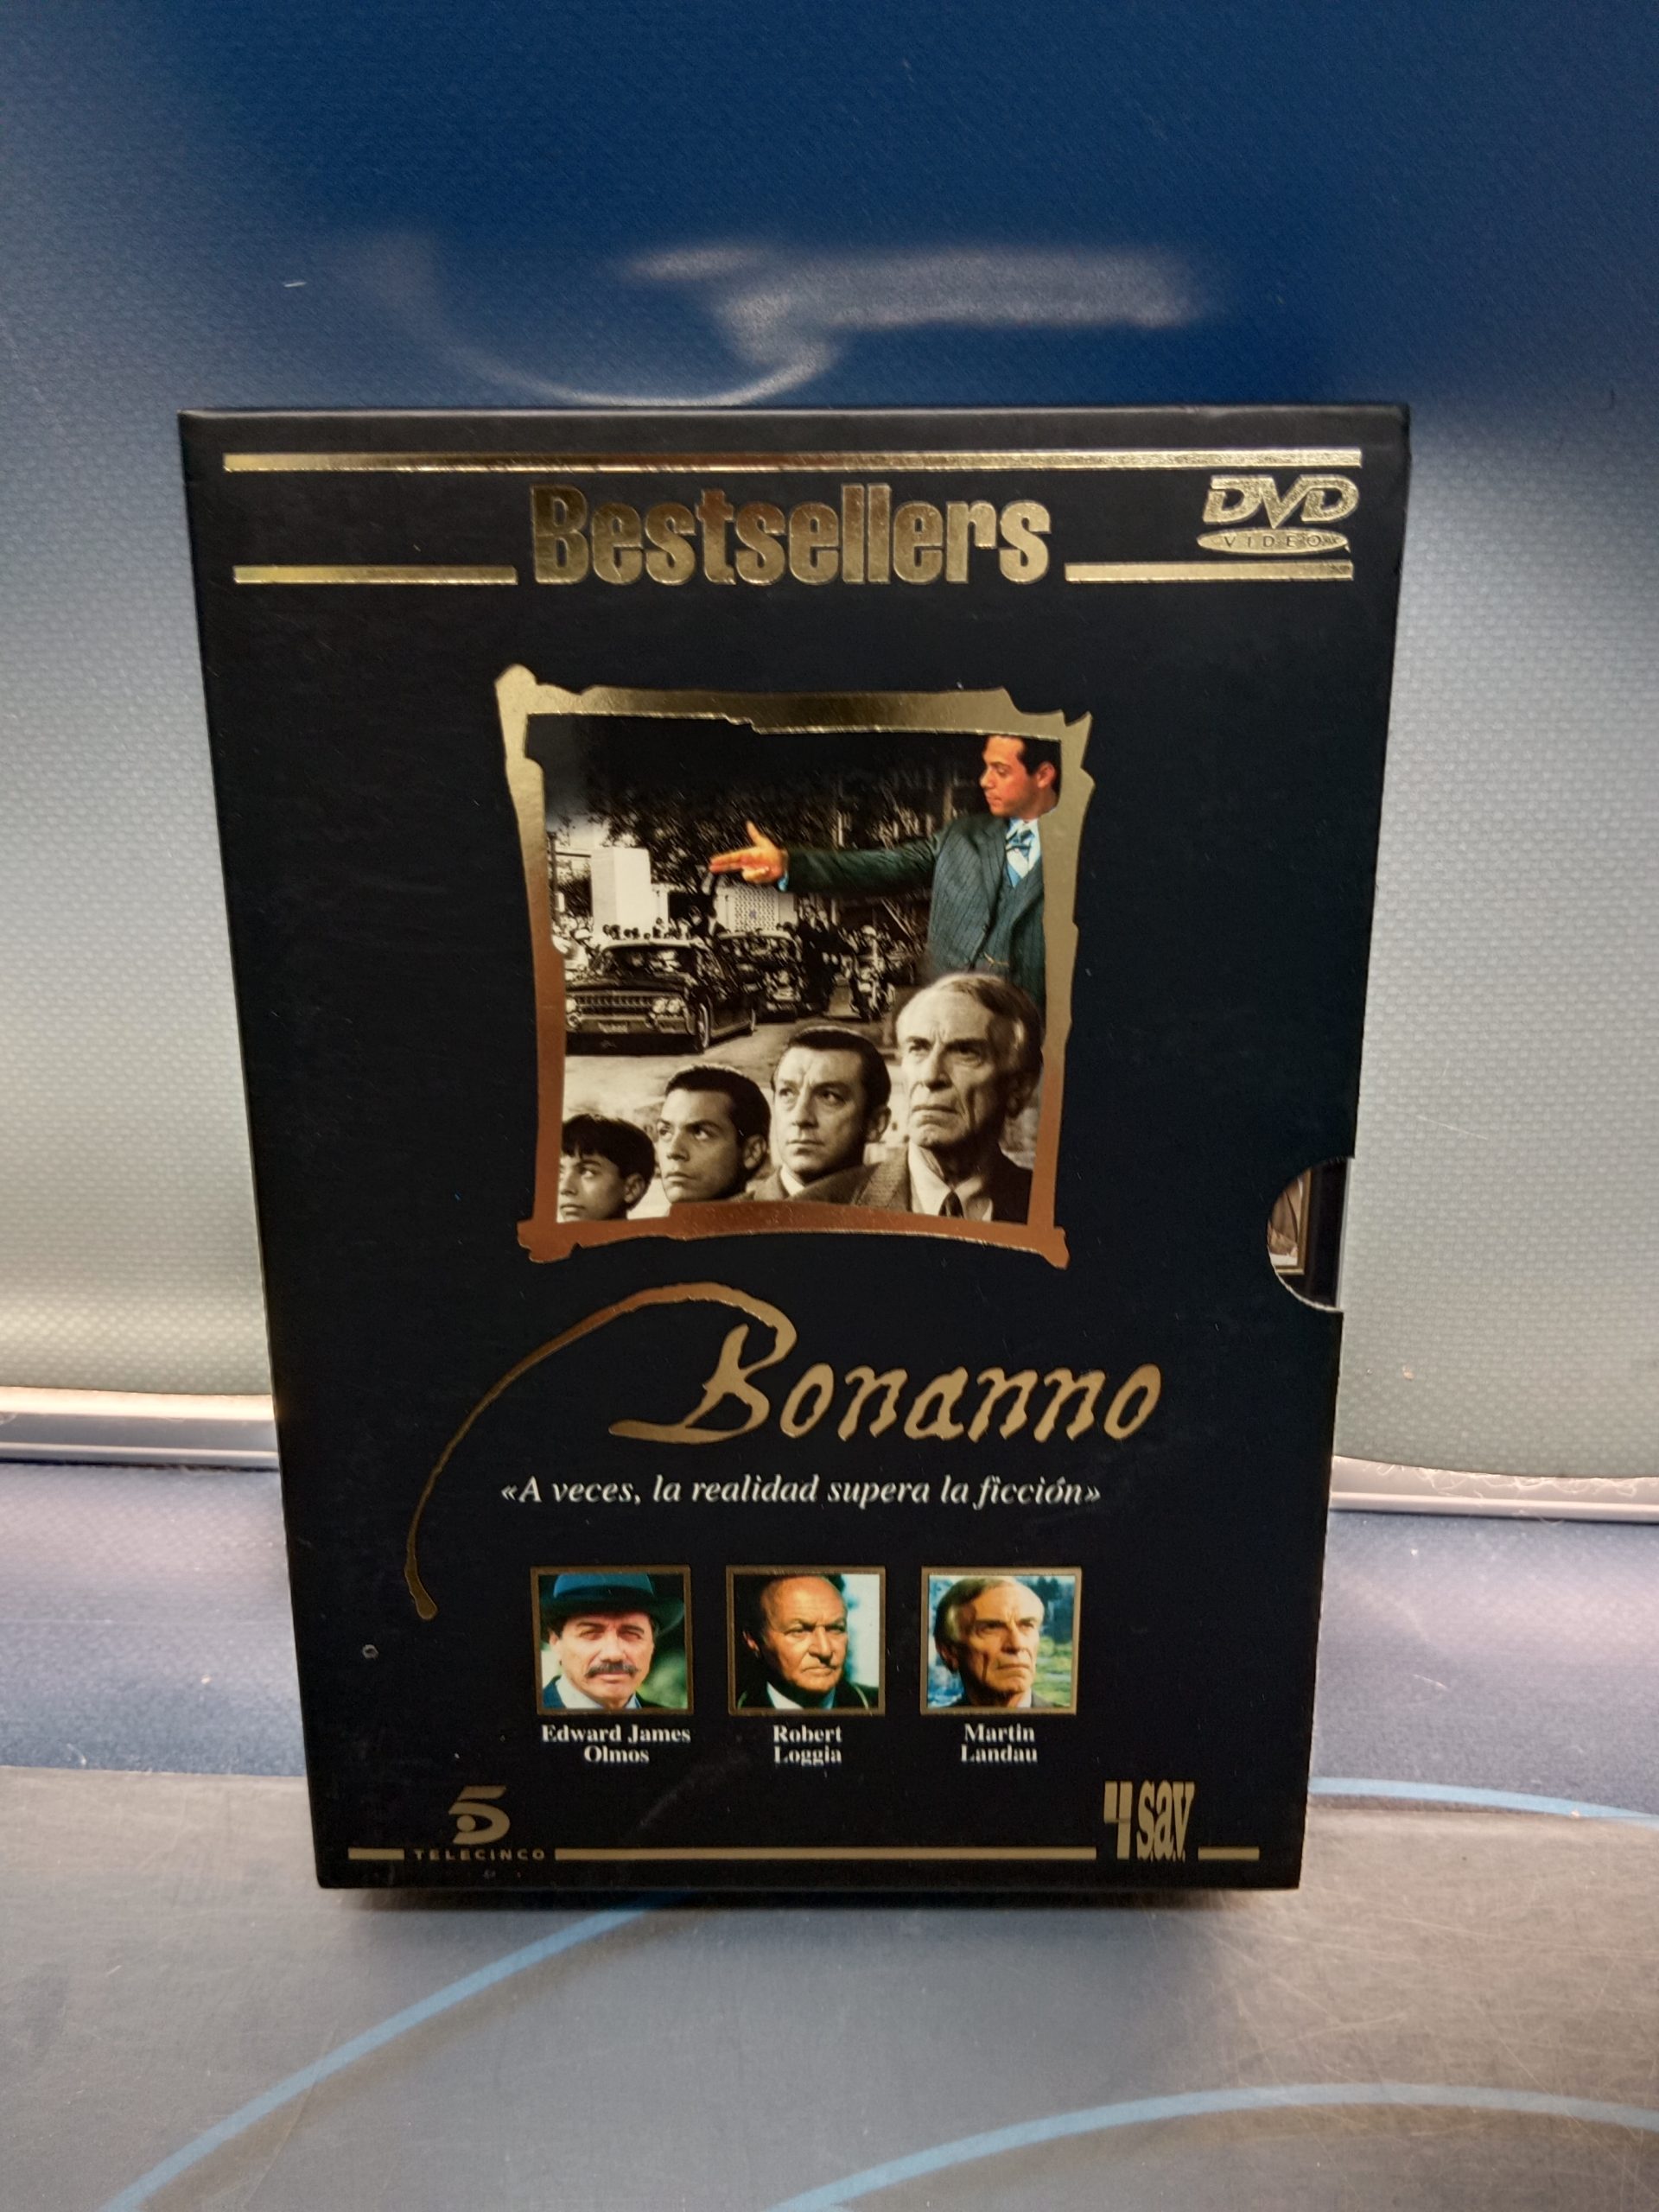 Bestsellers
DVD
VIDEO
Bonanno
«A veces, la realidad supera la ficción»
Edward James
Olmos
Robert
Loggia
Martin
Landau
5
TELECINCO
sav